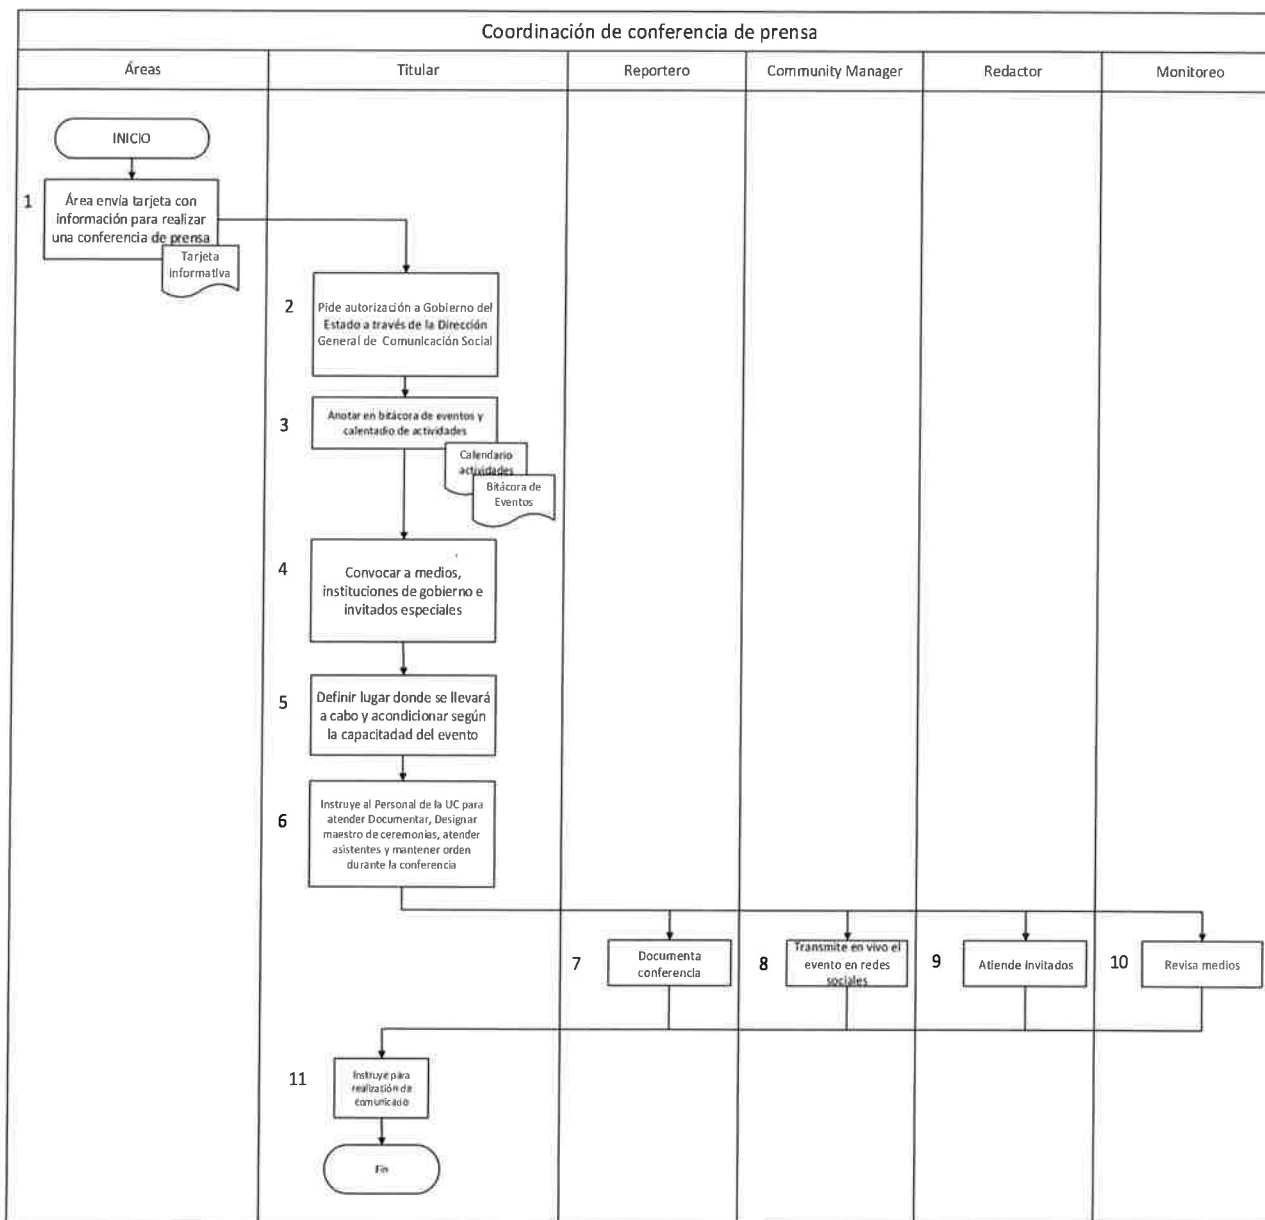 Coordinación de conferencia de prensa
Áreas
Titular
Reportero
Community Manager
Redactor
Monitoreo
INICIO
1
Área envía tarjeta con
información para realizar
una conferencia de prensa
Tarjeta
informativa
2
Pide autorización a Gobierno del
Estado a través de la Dirección
General de Comunicación Social
3
Anotar en bitácora de eventos y
calentadio de actividades
Calendario
actividades
Bitácora de
Eventos
4
Convocar a medios,
instituciones de gobierno e
invitados especiales
5
Definir lugar donde se llevará
a cabo y acondicionar según
la capacitadad del evento
6
Instruye al Personal de la UC para
atender Documentar, Designar
maestro de ceremonias, atender
asistentes y mantener orden
durante la conferencia
7
Documenta
conferencia
8
Transmite en vivo el
evento en redes
sociales
9
Atiende Invitados
10
Revisa medios
11
Instruye para
realización de
comunicado
Fin